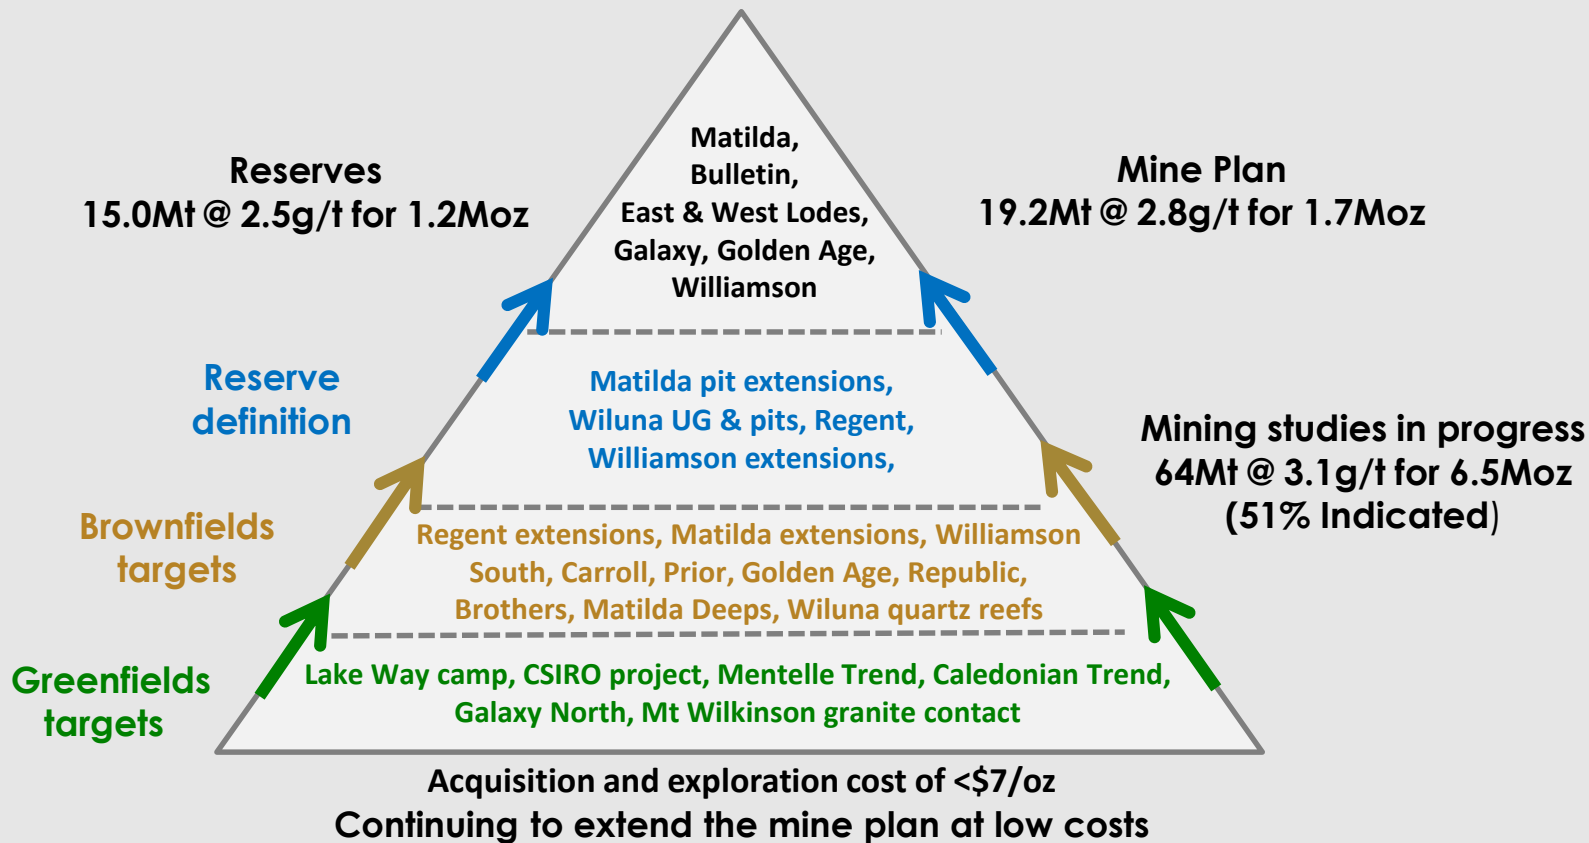 Matilda,
Bulletin,
East & West Lodes,
Galaxy, Golden Age,
Williamson
Reserves
15.0Mt @ 2.5g/t for 1.2Moz
Mine Plan
19.2Mt @ 2.8g/t for 1.7Moz
Reserve
definition
Matilda pit extensions,
Wiluna UG & pits, Regent,
Williamson extensions,
Mining studies in progress
64Mt @ 3.1g/t for 6.5Moz
(51% Indicated)
Brownfields
targets
Regent extensions, Matilda extensions, Williamson
South, Carroll, Prior, Golden Age, Republic,
Brothers, Matilda Deeps, Wiluna quartz reefs
Greenfields
targets
Lake Way camp, CSIRO project, Mentelle Trend, Caledonian Trend,
Galaxy North, Mt Wilkinson granite contact
Acquisition and exploration cost of <$7/oz
Continuing to extend the mine plan at low costs